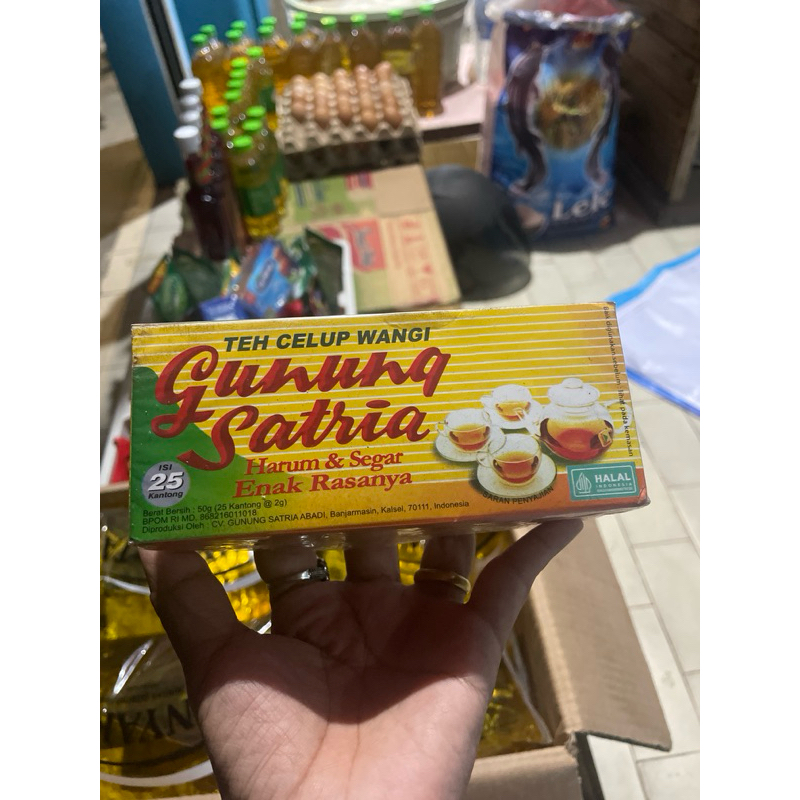 TEH CELUP WANGI
Gunung
Satria
Harum & Segar
Enak Rasanya
ISI
25
Kantong
Berat Bersih : 50g (25 Kantong @ 2g)
BPOM RI MD. 868216011018
Diproduksi Oleh : CV. GUNUNG SATRIA ABADI, Banjarmasin, Kalsel, 70111, Indonesia
SARAN PENYAJIAN
HALAL
INDONESIA